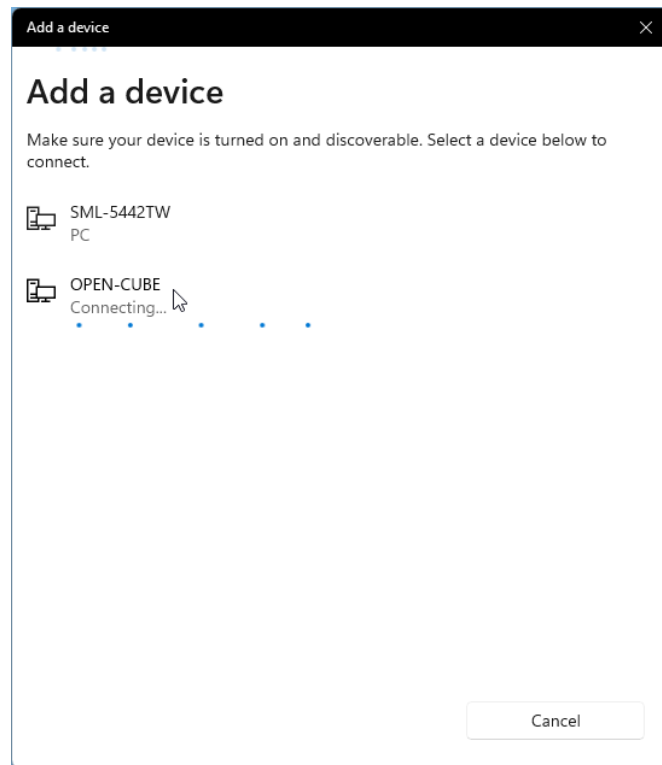 Add a device
Add a device
Make sure your device is turned on and discoverable. Select a device below to
connect.
SML-5442TW
PC
OPEN-CUBE
Connecting...
Cancel